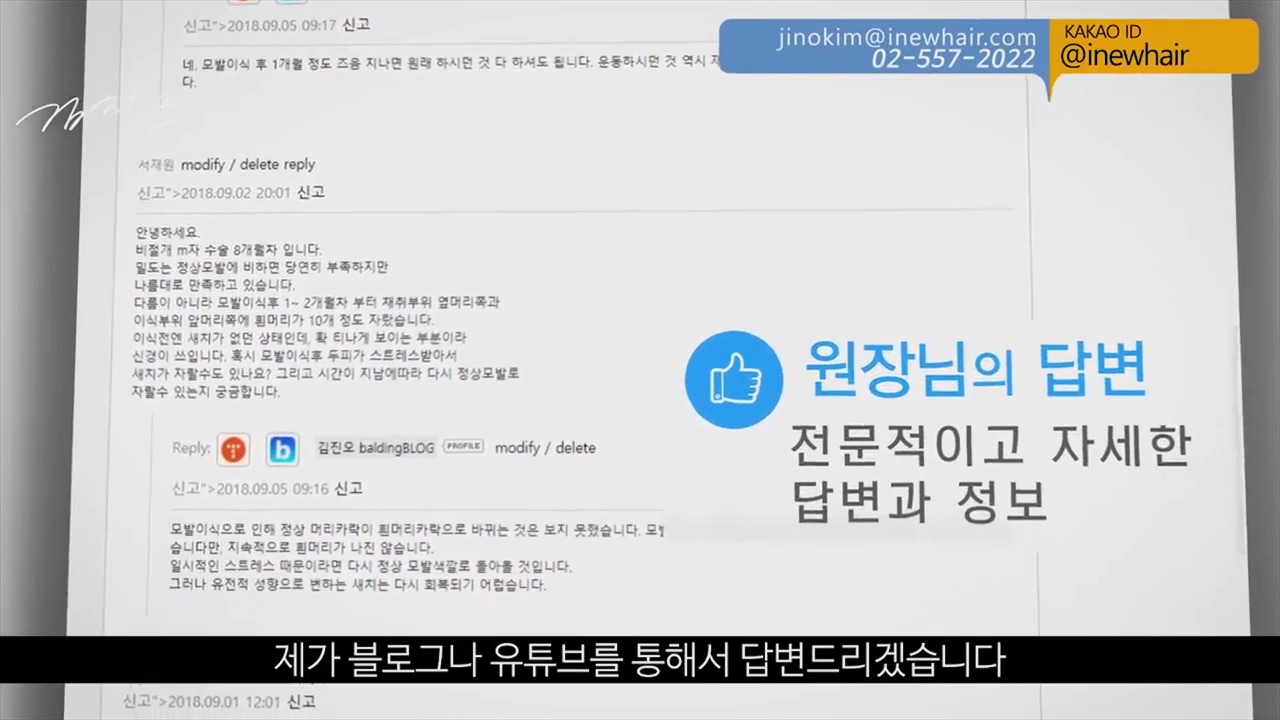 신고">2018.09.05 09:17 신고
jinokim@inewhair.com
02-557-2022
KAKAO ID
@inewhair
네. 모발이식 후 1개월 정도 즈음 지나면 원래 하시던 것 다 하셔도 됩니다. 운동하시던 것 역시
다.
서재원 modify / delete reply
신고">2018.09.02 20:01 신고
안녕하세요.
비절개 m자 수술 8개월차 입니다.
밀도는 정상모발에 비하면 당연히 부족하지만
나름대로 만족하고 있습니다.
다름이 아니라 모발이식후 1~ 2개월차 부터 채취부위 옆머리쪽과
이식부위 앞머리쪽에 흰머리가 10개 정도 자랐습니다.
이식전엔 새치가 없던 상태인데, 확 티나게 보이는 부분이라
신경이 쓰입니다. 혹시 모발이식후 두피가 스트레스받아서
새치가 자랄수도 있나요? 그리고 시간이 지남에따라 다시 정상모발로
자랄수 있는지 궁금합니다.
원장님의 답변
전문적이고 자세한
답변과 정보
Reply: b 김진오 baldingBLOG PROFILE modify / delete
신고">2018.09.05 09:16 신고
모발이식으로 인해 정상 머리카락이 흰머리카락으로 바뀌는 것은 보지 못했습니다.
습니다만, 지속적으로 흰머리가 나진 않습니다.
일시적인 스트레스 때문이라면 다시 정상 모발색깔로 돌아올 것입니다.
그러나 유전적 성향으로 변하는 새치는 다시 회복되기 어렵습니다.
제가 블로그나 유튜브를 통해서 답변드리겠습니다
신고">2018.09.01 12:01 신고